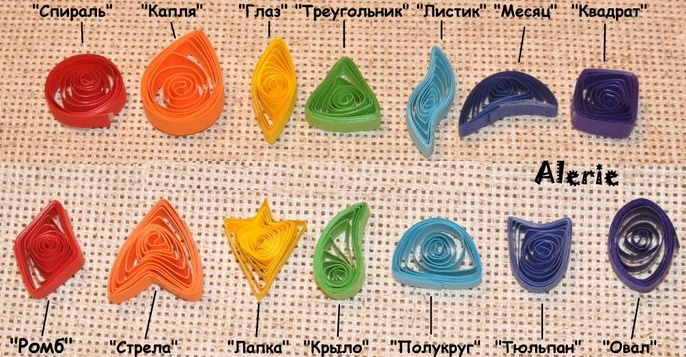 "Спираль" "Капля" "Глаз" "Треугольник" "Листик" "Месяц" "Квадрат"
Alerie
"Ромб" "Стрела" "Лапка" "Крыло" "Полукруг" "Тюльпан" "Овал"